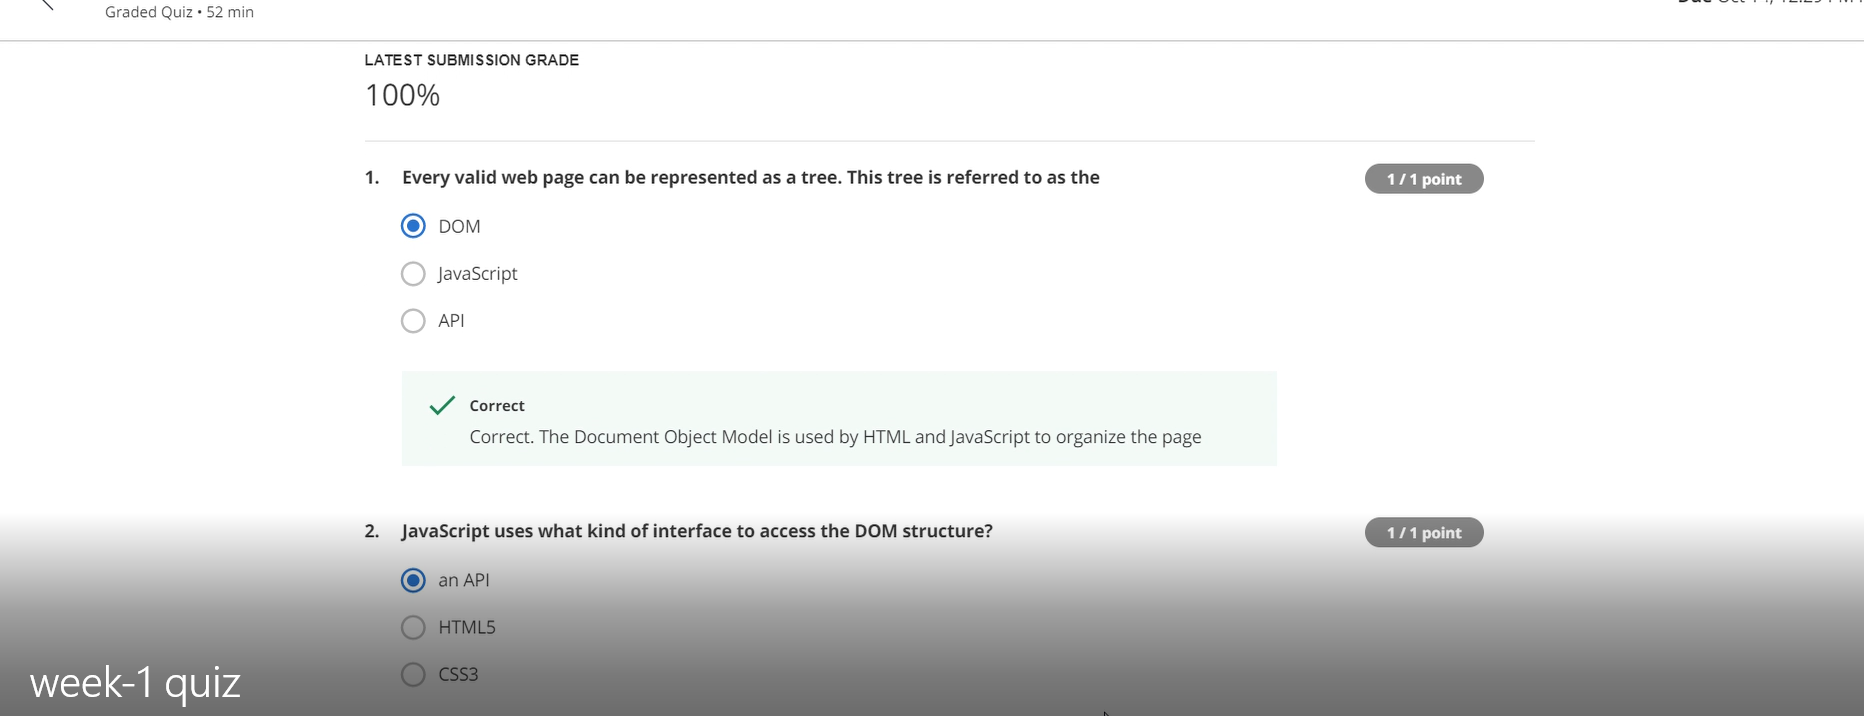 Graded Quiz • 52 min
LATEST SUBMISSION GRADE
100%
1. Every valid web page can be represented as a tree. This tree is referred to as the
1 / 1 point
DOM
JavaScript
API
Correct
Correct. The Document Object Model is used by HTML and JavaScript to organize the page
2. JavaScript uses what kind of interface to access the DOM structure?
1 / 1 point
an API
HTML5
CSS3
week-1 quiz